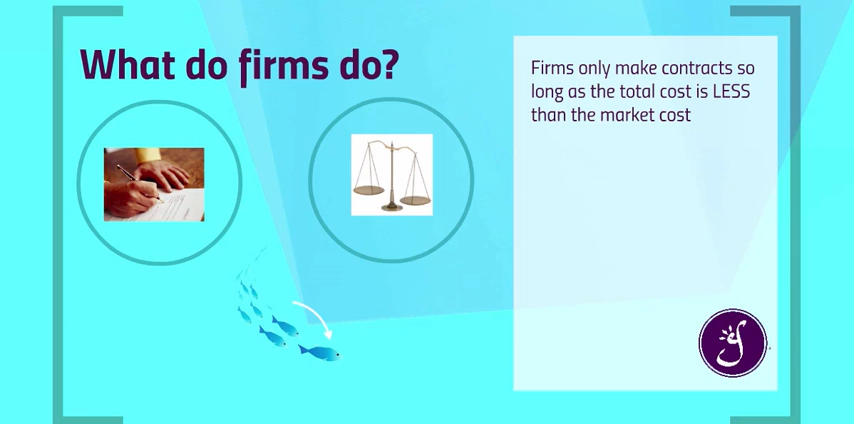 What do firms do?
Firms only make contracts so
long as the total cost is LESS
than the market cost